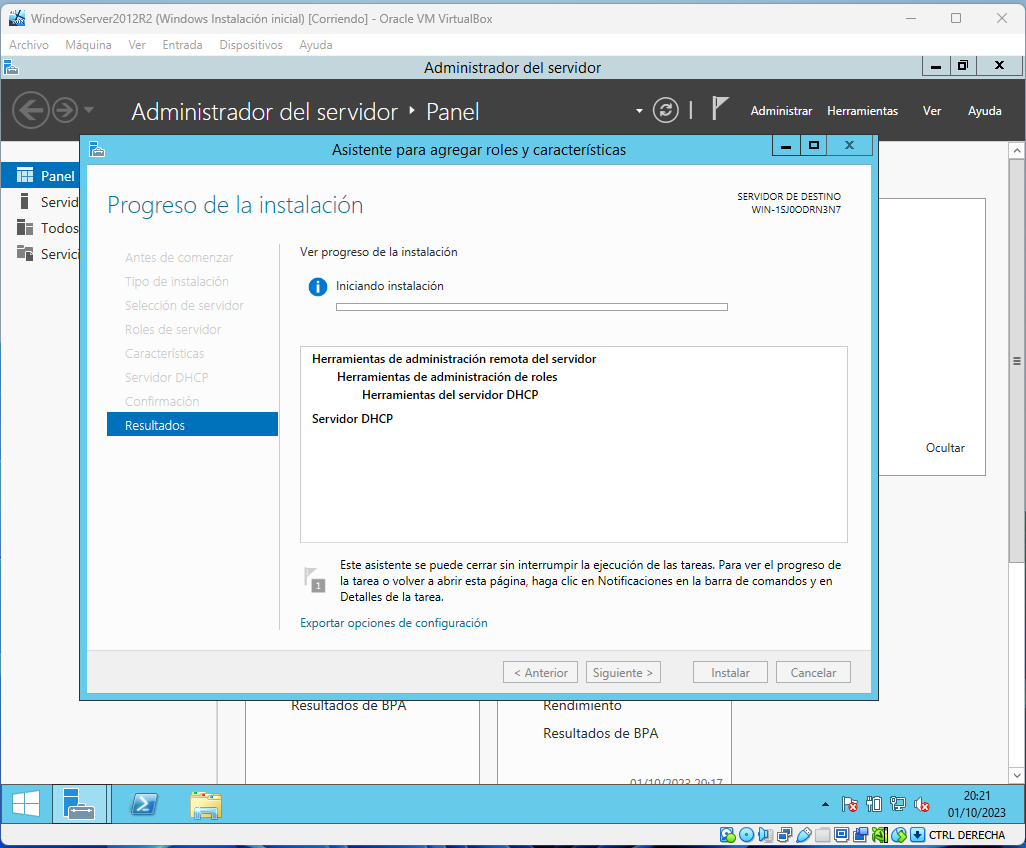 WindowsServer2012R2 (Windows Instalación inicial) [Corriendo] - Oracle VM VirtualBox
Archivo Máquina Ver Entrada Dispositivos Ayuda
Administrador del servidor
Administrador del servidor ‣ Panel
Administrar Herramientas Ver Ayuda
Asistente para agregar roles y características
Panel
Servid
Todos
Servici
Progreso de la instalación
SERVIDOR DE DESTINO
WIN-1SJ0ODRN3N7
Antes de comenzar
Tipo de instalación
Selección de servidor
Roles de servidor
Características
Servidor DHCP
Confirmación
Resultados
Ver progreso de la instalación
Iniciando instalación
Herramientas de administración remota del servidor
Herramientas de administración de roles
Herramientas del servidor DHCP
Servidor DHCP
Ocultar
1
Este asistente se puede cerrar sin interrumpir la ejecución de las tareas. Para ver el progreso de
la tarea o volver a abrir esta página, haga clic en Notificaciones en la barra de comandos y en
Detalles de la tarea.
Exportar opciones de configuración
< Anterior Siguiente > Instalar Cancelar
Resultados de BPA
Rendimiento
Resultados de BPA
01/10/2023 20:17
20:21
01/10/2023
CTRL DERECHA